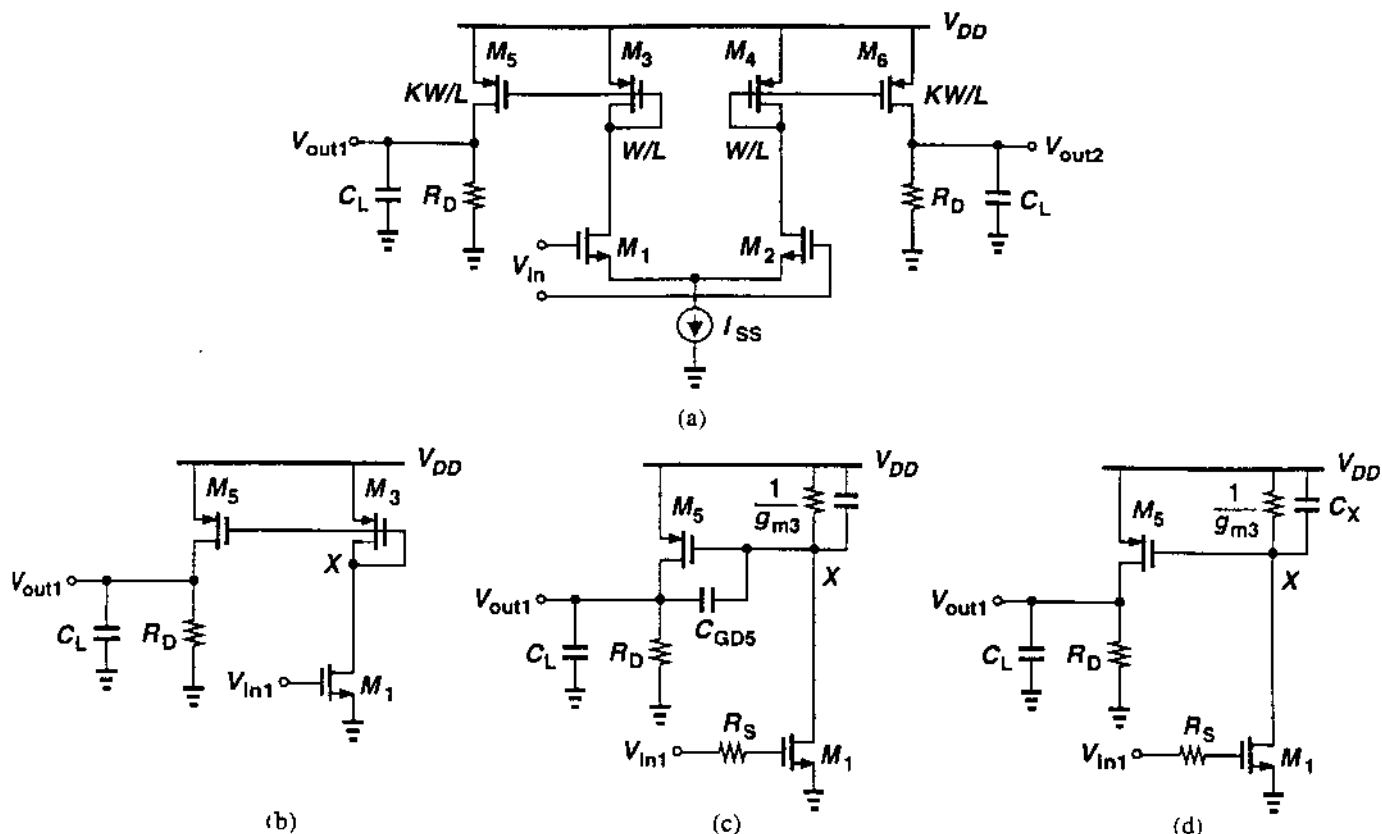 V_DD
M_5 M_3 M_4 M_6
KW/L KW/L
V_out1 W/L W/L V_out2
C_L R_D R_D C_L
M_1 M_2
V_in
I_SS
(a)
V_DD
M_5 M_3
X
V_out1
C_L R_D
V_in1 M_1
(b)
V_DD
1/g_m3
M_5
X
V_out1
C_GD5
C_L R_D
R_S
V_in1 M_1
(c)
V_DD
1/g_m3 C_X
M_5
X
V_out1
C_L R_D
R_S
V_in1 M_1
(d)